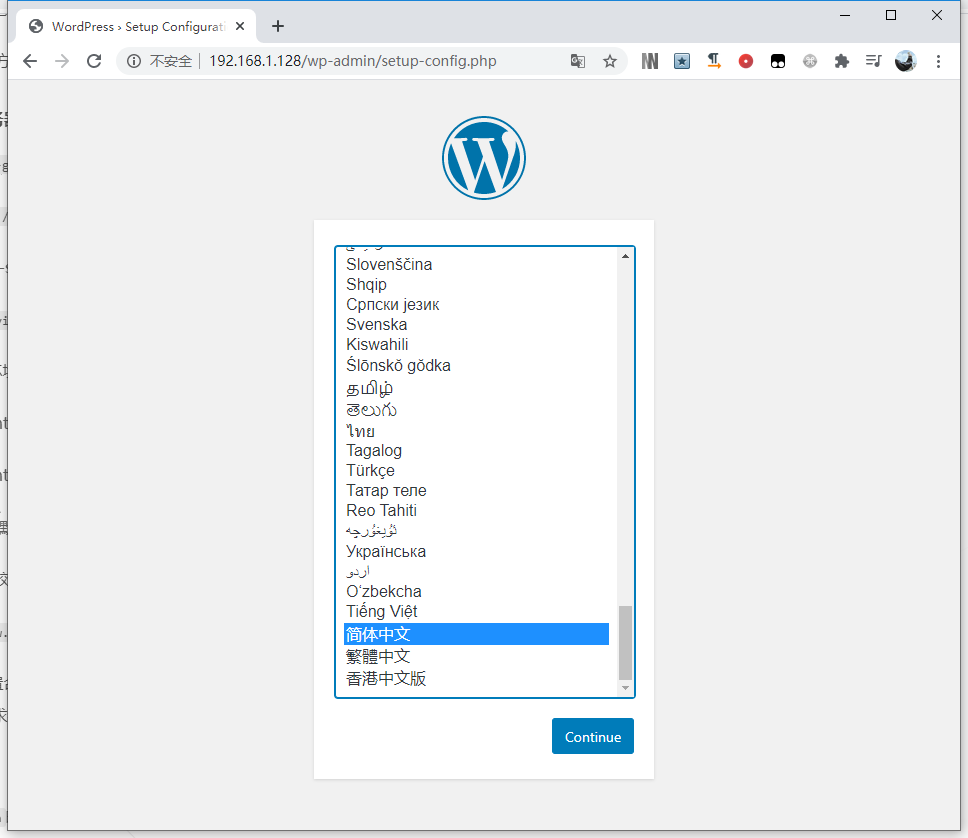 WordPress › Setup Configurati
不安全
192.168.1.128/wp-admin/setup-config.php
Slovenščina
Shqip
Српски језик
Svenska
Kiswahili
Ślōnskŏ gŏdka
தமிழ்
తెలుగు
ไทย
Tagalog
Türkçe
Татар теле
Reo Tahiti
ئۇيغۇرچە
Українська
اردو
O‘zbekcha
Tiếng Việt
简体中文
繁體中文
香港中文版
Continue